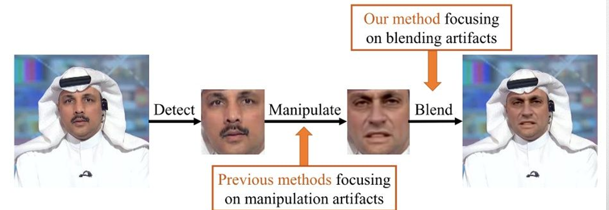 Our method focusing
on blending artifacts
Detect
Manipulate
Blend
Previous methods focusing
on manipulation artifacts